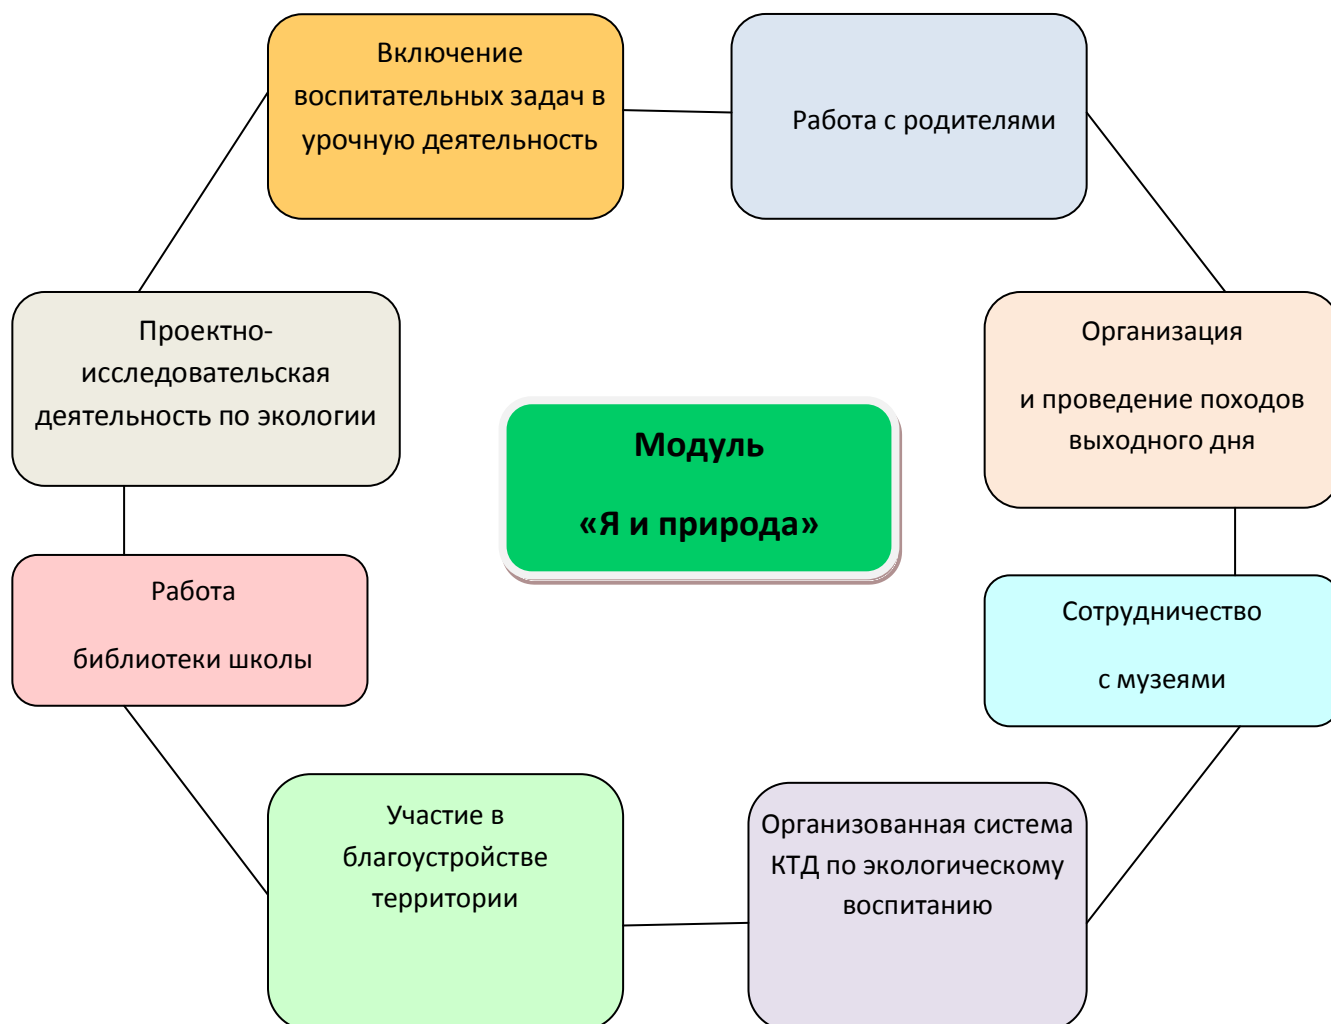 Включение
воспитательных задач в
урочную деятельность
Работа с родителями
Проектно-
исследовательская
деятельность по экологии
Организация
и проведение походов
выходного дня
Модуль
«Я и природа»
Работа
библиотеки школы
Сотрудничество
с музеями
Участие в
благоустройстве
территории
Организованная система
КТД по экологическому
воспитанию